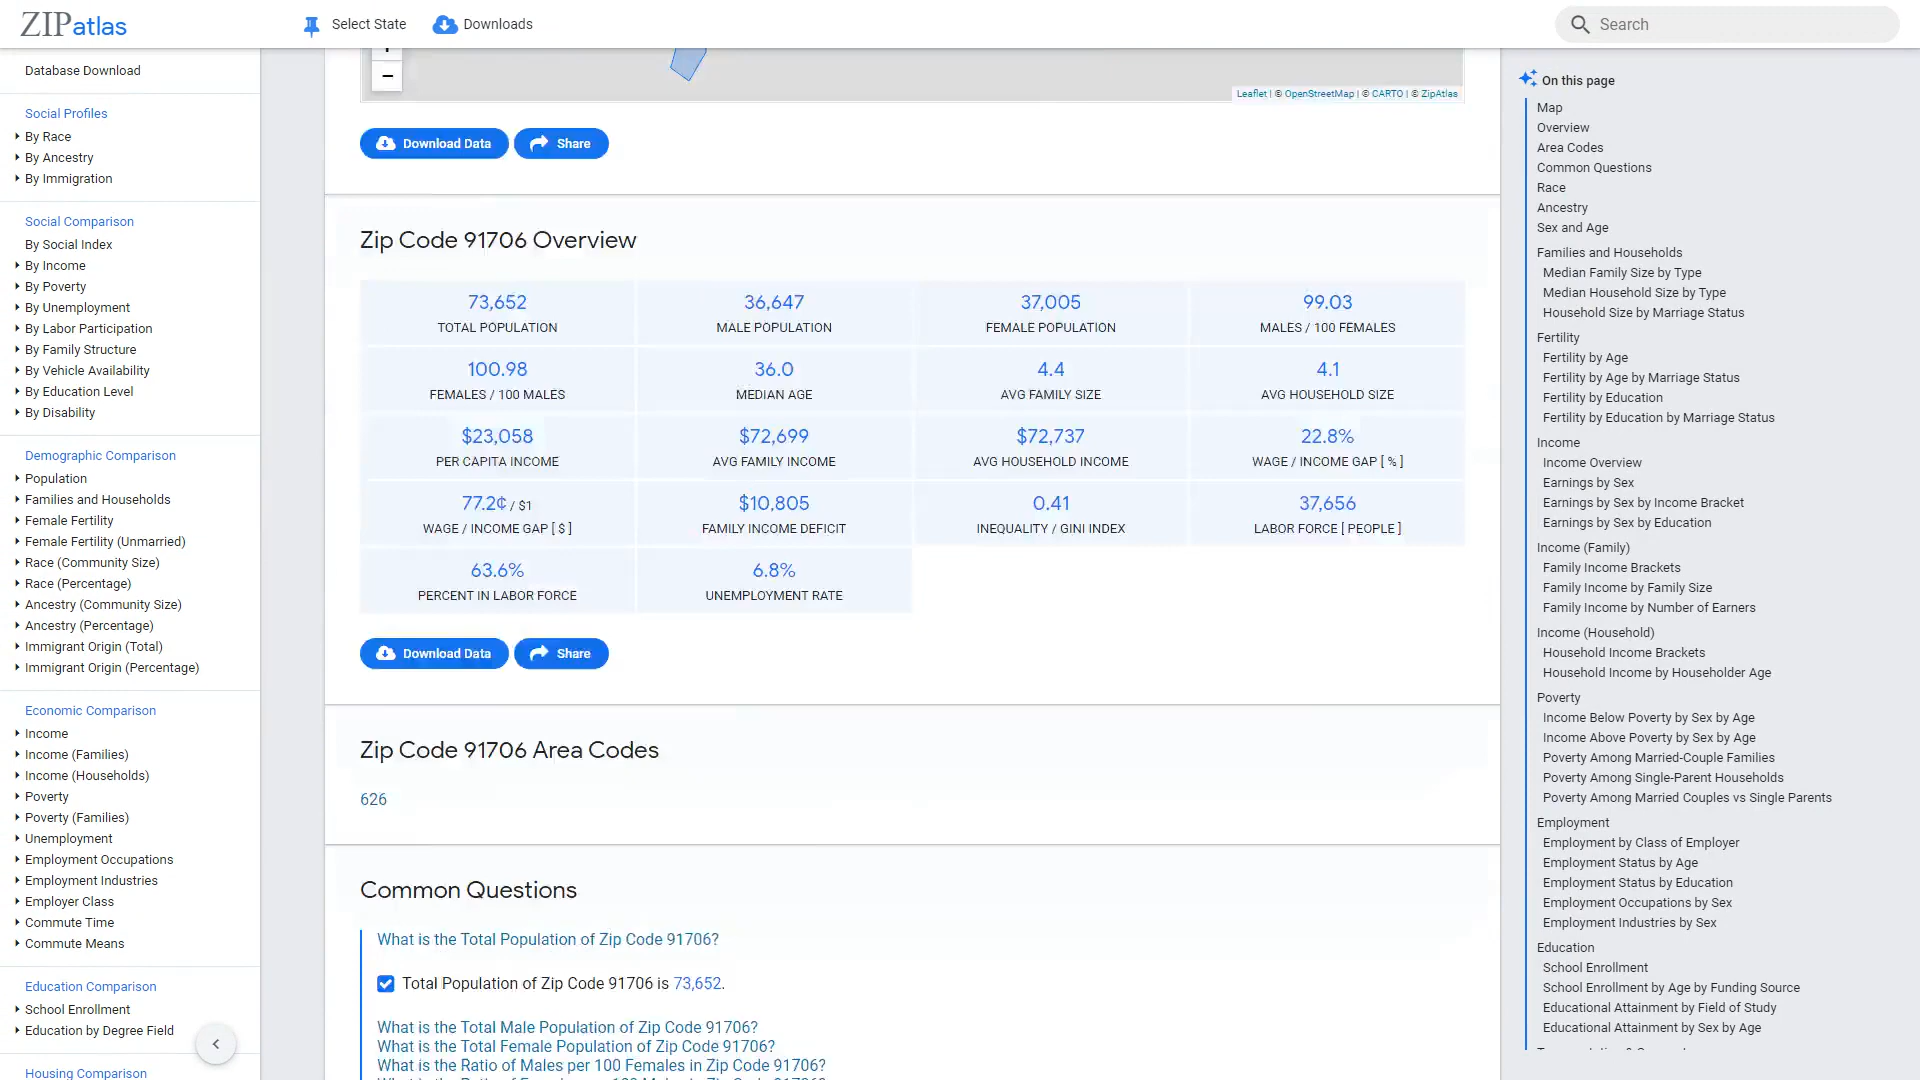 ZIPatlas
Select State
Downloads
Search
Database Download
Social Profiles
By Race
By Ancestry
By Immigration
Social Comparison
By Social Index
By Income
By Poverty
By Unemployment
By Labor Participation
By Family Structure
By Vehicle Availability
By Education Level
By Disability
Demographic Comparison
Population
Families and Households
Female Fertility
Female Fertility (Unmarried)
Race (Community Size)
Race (Percentage)
Ancestry (Community Size)
Ancestry (Percentage)
Immigrant Origin (Total)
Immigrant Origin (Percentage)
Economic Comparison
Income
Income (Families)
Income (Households)
Poverty
Poverty (Families)
Unemployment
Employment Occupations
Employment Industries
Employer Class
Commute Time
Commute Means
Education Comparison
School Enrollment
Education by Degree Field
Housing Comparison
Leaflet | © OpenStreetMap | © CARTO | © ZipAtlas
Download Data
Share
Zip Code 91706 Overview
73,652
TOTAL POPULATION
36,647
MALE POPULATION
37,005
FEMALE POPULATION
99.03
MALES / 100 FEMALES
100.98
FEMALES / 100 MALES
36.0
MEDIAN AGE
4.4
AVG FAMILY SIZE
4.1
AVG HOUSEHOLD SIZE
$23,058
PER CAPITA INCOME
$72,699
AVG FAMILY INCOME
$72,737
AVG HOUSEHOLD INCOME
22.8%
WAGE / INCOME GAP [ % ]
77.2¢ / $1
WAGE / INCOME GAP [ $ ]
$10,805
FAMILY INCOME DEFICIT
0.41
INEQUALITY / GINI INDEX
37,656
LABOR FORCE [ PEOPLE ]
63.6%
PERCENT IN LABOR FORCE
6.8%
UNEMPLOYMENT RATE
Download Data
Share
Zip Code 91706 Area Codes
626
Common Questions
What is the Total Population of Zip Code 91706?
Total Population of Zip Code 91706 is 73,652.
What is the Total Male Population of Zip Code 91706?
What is the Total Female Population of Zip Code 91706?
What is the Ratio of Males per 100 Females in Zip Code 91706?
On this page
Map
Overview
Area Codes
Common Questions
Race
Ancestry
Sex and Age
Families and Households
Median Family Size by Type
Median Household Size by Type
Household Size by Marriage Status
Fertility
Fertility by Age
Fertility by Age by Marriage Status
Fertility by Education
Fertility by Education by Marriage Status
Income
Income Overview
Earnings by Sex
Earnings by Sex by Income Bracket
Earnings by Sex by Education
Income (Family)
Family Income Brackets
Family Income by Family Size
Family Income by Number of Earners
Income (Household)
Household Income Brackets
Household Income by Householder Age
Poverty
Income Below Poverty by Sex by Age
Income Above Poverty by Sex by Age
Poverty Among Married-Couple Families
Poverty Among Single-Parent Households
Poverty Among Married Couples vs Single Parents
Employment
Employment by Class of Employer
Employment Status by Age
Employment Status by Education
Employment Occupations by Sex
Employment Industries by Sex
Education
School Enrollment
School Enrollment by Age by Funding Source
Educational Attainment by Field of Study
Educational Attainment by Sex by Age